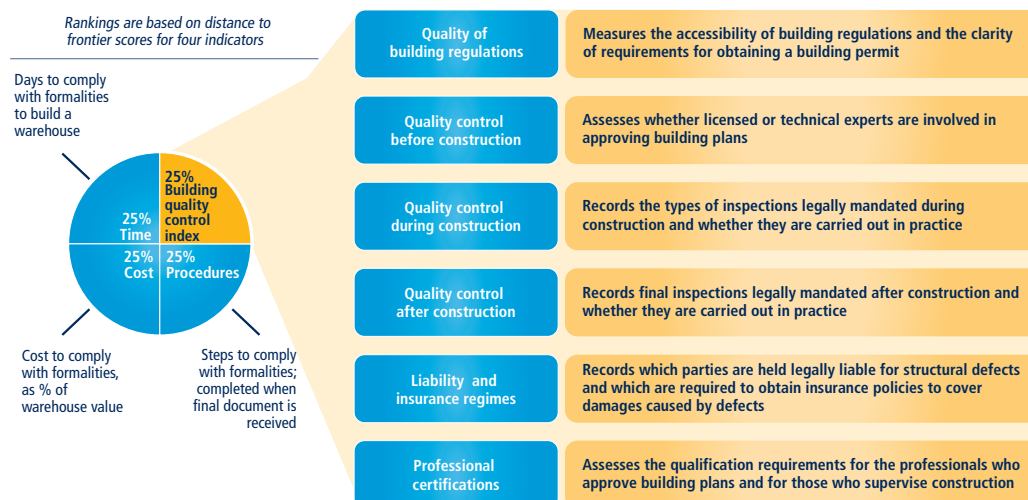 Rankings are based on distance to
frontier scores for four indicators
Days to comply
with formalities
to build a
warehouse
25%
Building
quality
control
index
25%
Time
25%
Cost
25%
Procedures
Cost to comply
with formalities,
as % of
warehouse value
Steps to comply
with formalities;
completed when
final document is
received
Quality of
building regulations
Measures the accessibility of building regulations and the clarity
of requirements for obtaining a building permit
Quality control
before construction
Assesses whether licensed or technical experts are involved in
approving building plans
Quality control
during construction
Records the types of inspections legally mandated during
construction and whether they are carried out in practice
Quality control
after construction
Records final inspections legally mandated after construction and
whether they are carried out in practice
Liability and
insurance regimes
Records which parties are held legally liable for structural defects
and which are required to obtain insurance policies to cover
damages caused by defects
Professional
certifications
Assesses the qualification requirements for the professionals who
approve building plans and for those who supervise construction